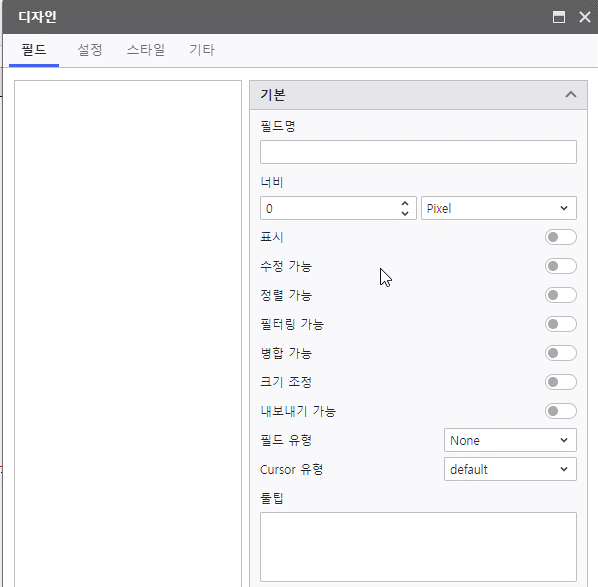 디자인
필드 설정 스타일 기타
기본
필드명
너비
0 Pixel
표시
수정 가능
정렬 가능
필터링 가능
병합 가능
크기 조정
내보내기 가능
필드 유형 None
Cursor 유형 default
툴팁